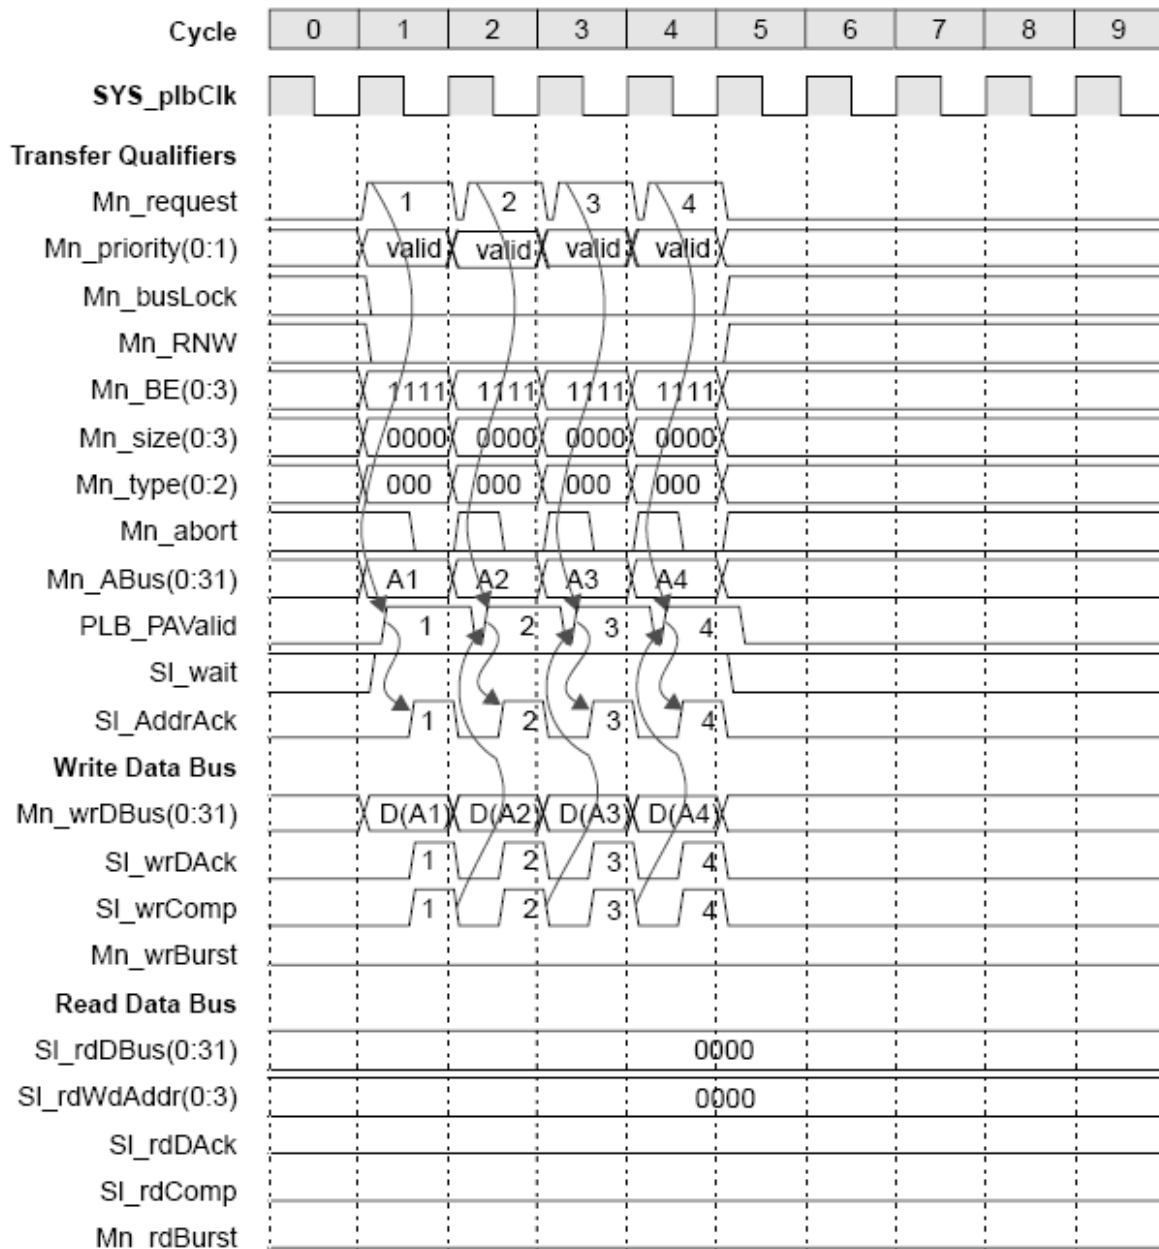 Cycle 0 1 2 3 4 5 6 7 8 9
SYS_plbClk
Transfer Qualifiers
Mn_request 1 2 3 4
Mn_priority(0:1) valid valid valid valid
Mn_busLock
Mn_RNW
Mn_BE(0:3) 1111 1111 1111 1111
Mn_size(0:3) 0000 0000 0000 0000
Mn_type(0:2) 000 000 000 000
Mn_abort
Mn_ABus(0:31) A1 A2 A3 A4
PLB_PAValid 1 2 3 4
Sl_wait
Sl_AddrAck 1 2 3 4
Write Data Bus
Mn_wrDBus(0:31) D(A1) D(A2) D(A3) D(A4)
Sl_wrDAck 1 2 3 4
Sl_wrComp 1 2 3 4
Mn_wrBurst
Read Data Bus
Sl_rdDBus(0:31) 0000
Sl_rdWdAddr(0:3) 0000
Sl_rdDAck
Sl_rdComp
Mn_rdBurst